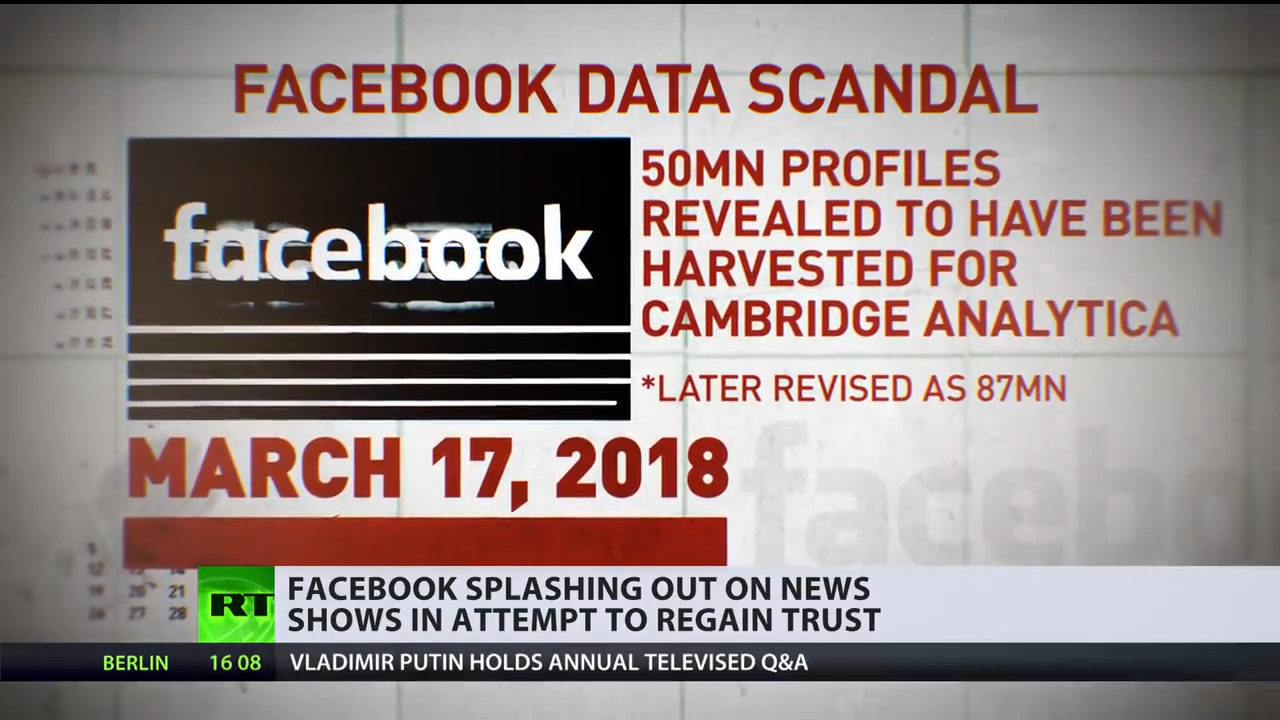 FACEBOOK DATA SCANDAL
facebook
50MN PROFILES
REVEALED TO HAVE BEEN
HARVESTED FOR
CAMBRIDGE ANALYTICA
*LATER REVISED AS 87MN
MARCH 17, 2018
facebo
RT
FACEBOOK SPLASHING OUT ON NEWS
SHOWS IN ATTEMPT TO REGAIN TRUST
BERLIN 16 08 VLADIMIR PUTIN HOLDS ANNUAL TELEVISED Q&A